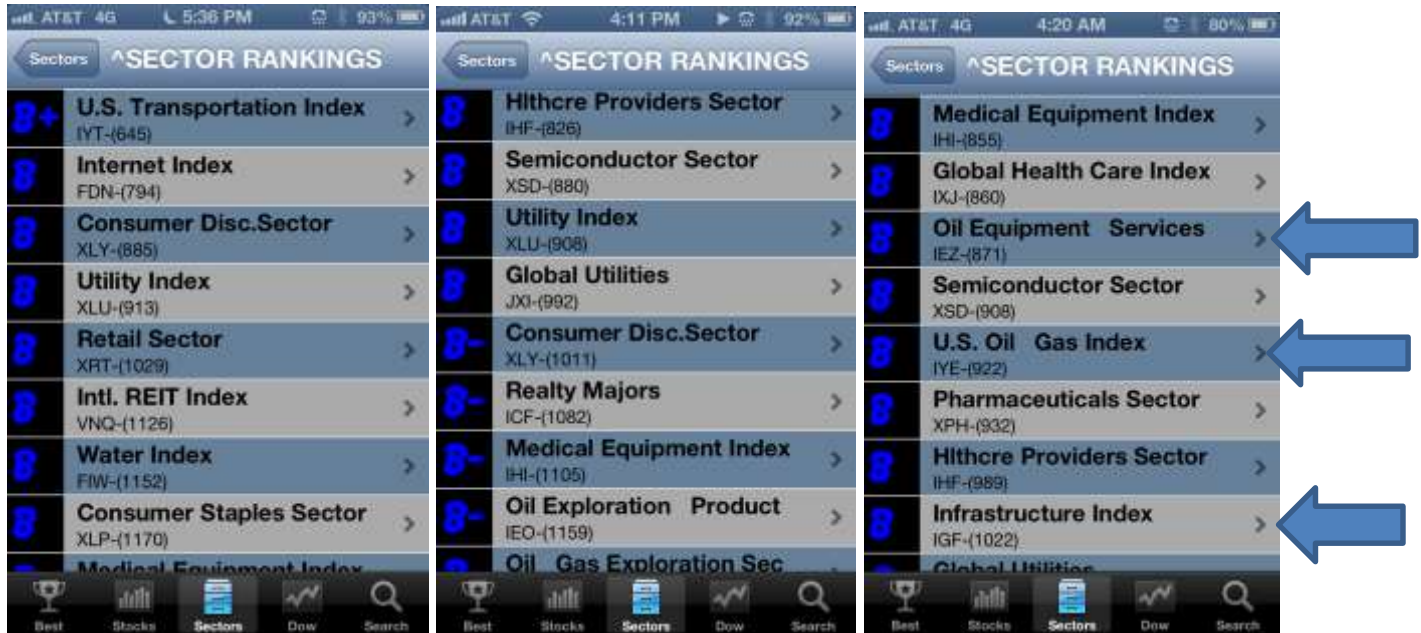 AT&T 4G 5:36 PM 93%
Sectors ^SECTOR RANKINGS
8+ U.S. Transportation Index
IYT-(645)
8 Internet Index
FDN-(794)
8 Consumer Disc.Sector
XLY-(885)
8 Utility Index
XLU-(913)
8 Retail Sector
XRT-(1029)
8 Intl. REIT Index
VNQ-(1126)
8 Water Index
FIW-(1152)
8 Consumer Staples Sector
XLP-(1170)
Medical Equipment Index
Best Stocks Sectors Dow Search
AT&T 4:11 PM 92%
Sectors ^SECTOR RANKINGS
8 Hlthcre Providers Sector
IHF-(826)
8 Semiconductor Sector
XSD-(880)
8 Utility Index
XLU-(908)
8 Global Utilities
JXI-(992)
8- Consumer Disc.Sector
XLY-(1011)
8- Realty Majors
ICF-(1082)
8- Medical Equipment Index
IHI-(1105)
8- Oil Exploration Product
IEO-(1159)
Oil Gas Exploration Sec
Best Stocks Sectors Dow Search
AT&T 4G 4:20 AM 80%
Sectors ^SECTOR RANKINGS
8 Medical Equipment Index
IHI-(855)
8 Global Health Care Index
IXJ-(860)
8 Oil Equipment Services
IEZ-(871)
8 Semiconductor Sector
XSD-(908)
8 U.S. Oil Gas Index
IYE-(922)
8 Pharmaceuticals Sector
XPH-(932)
8 Hlthcre Providers Sector
IHF-(989)
8 Infrastructure Index
IGF-(1022)
Global Utilities
Best Stocks Sectors Dow Search